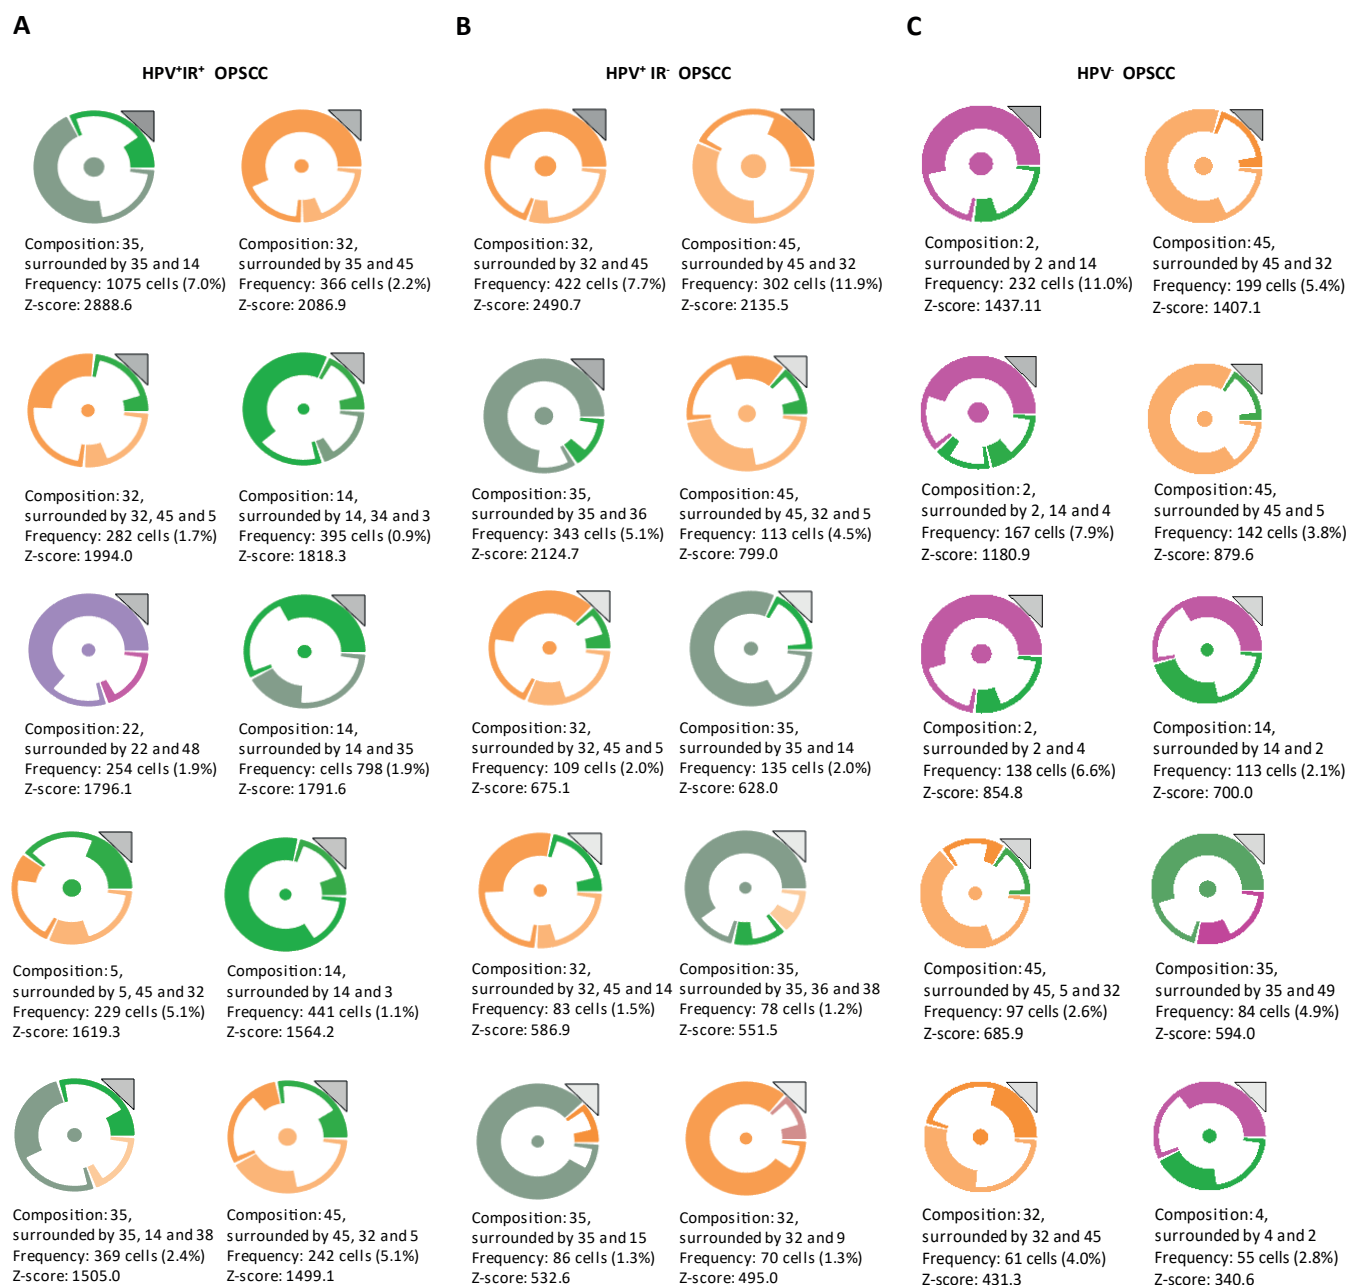 A
B
C
HPV⁺IR⁺ OPSCC
HPV⁺ IR⁻ OPSCC
HPV⁻ OPSCC
Composition: 35,
surrounded by 35 and 14
Frequency: 1075 cells (7.0%)
Z-score: 2888.6
Composition: 32,
surrounded by 35 and 45
Frequency: 366 cells (2.2%)
Z-score: 2086.9
Composition: 32,
surrounded by 32 and 45
Frequency: 422 cells (7.7%)
Z-score: 2490.7
Composition: 45,
surrounded by 45 and 32
Frequency: 302 cells (11.9%)
Z-score: 2135.5
Composition: 2,
surrounded by 2 and 14
Frequency: 232 cells (11.0%)
Z-score: 1437.11
Composition: 45,
surrounded by 45 and 32
Frequency: 199 cells (5.4%)
Z-score: 1407.1
Composition: 32,
surrounded by 32, 45 and 5
Frequency: 282 cells (1.7%)
Z-score: 1994.0
Composition: 14,
surrounded by 14, 34 and 3
Frequency: 395 cells (0.9%)
Z-score: 1818.3
Composition: 35,
surrounded by 35 and 36
Frequency: 343 cells (5.1%)
Z-score: 2124.7
Composition: 45,
surrounded by 45, 32 and 5
Frequency: 113 cells (4.5%)
Z-score: 799.0
Composition: 2,
surrounded by 2, 14 and 4
Frequency: 167 cells (7.9%)
Z-score: 1180.9
Composition: 45,
surrounded by 45 and 5
Frequency: 142 cells (3.8%)
Z-score: 879.6
Composition: 22,
surrounded by 22 and 48
Frequency: 254 cells (1.9%)
Z-score: 1796.1
Composition: 14,
surrounded by 14 and 35
Frequency: cells 798 (1.9%)
Z-score: 1791.6
Composition: 32,
surrounded by 32, 45 and 5
Frequency: 109 cells (2.0%)
Z-score: 675.1
Composition: 35,
surrounded by 35 and 14
Frequency: 135 cells (2.0%)
Z-score: 628.0
Composition: 2,
surrounded by 2 and 4
Frequency: 138 cells (6.6%)
Z-score: 854.8
Composition: 14,
surrounded by 14 and 2
Frequency: 113 cells (2.1%)
Z-score: 700.0
Composition: 5,
surrounded by 5, 45 and 32
Frequency: 229 cells (5.1%)
Z-score: 1619.3
Composition: 14,
surrounded by 14 and 3
Frequency: 441 cells (1.1%)
Z-score: 1564.2
Composition: 32,
surrounded by 32, 45 and 14
Frequency: 83 cells (1.5%)
Z-score: 586.9
Composition: 35,
surrounded by 35, 36 and 38
Frequency: 78 cells (1.2%)
Z-score: 551.5
Composition: 45,
surrounded by 45, 5 and 32
Frequency: 97 cells (2.6%)
Z-score: 685.9
Composition: 35,
surrounded by 35 and 49
Frequency: 84 cells (4.9%)
Z-score: 594.0
Composition: 35,
surrounded by 35, 14 and 38
Frequency: 369 cells (2.4%)
Z-score: 1505.0
Composition: 45,
surrounded by 45, 32 and 5
Frequency: 242 cells (5.1%)
Z-score: 1499.1
Composition: 35,
surrounded by 35 and 15
Frequency: 86 cells (1.3%)
Z-score: 532.6
Composition: 32,
surrounded by 32 and 9
Frequency: 70 cells (1.3%)
Z-score: 495.0
Composition: 32,
surrounded by 32 and 45
Frequency: 61 cells (4.0%)
Z-score: 431.3
Composition: 4,
surrounded by 4 and 2
Frequency: 55 cells (2.8%)
Z-score: 340.6